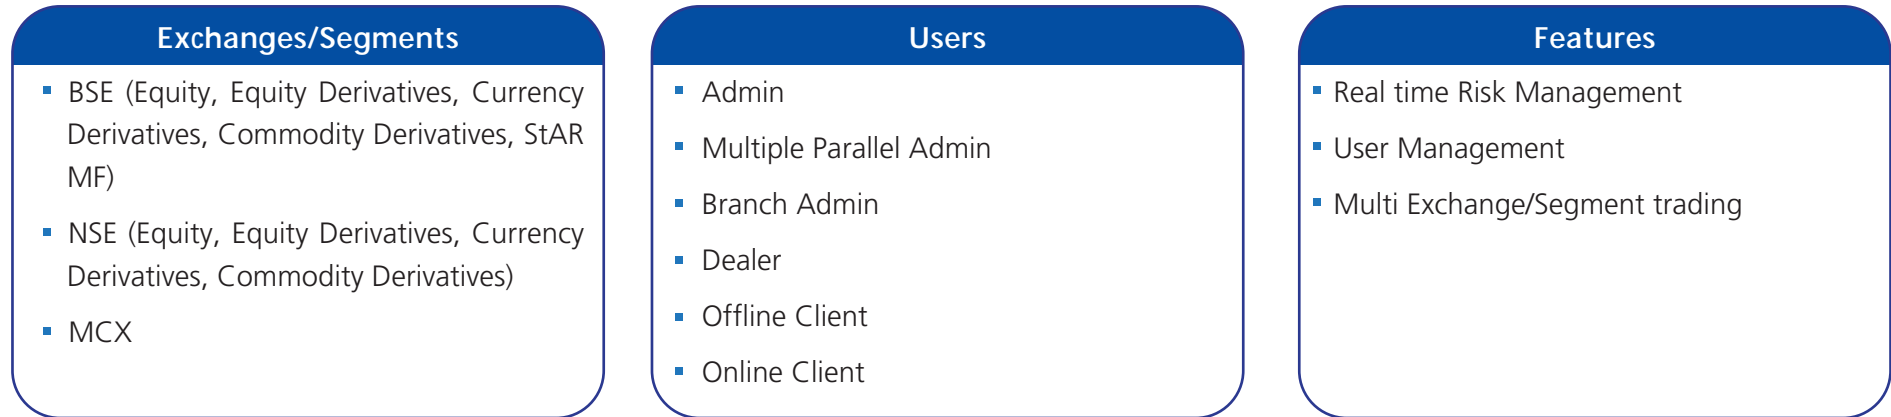 Exchanges/Segments
▪ BSE (Equity, Equity Derivatives, Currency
Derivatives, Commodity Derivatives, StAR
MF)
▪ NSE (Equity, Equity Derivatives, Currency
Derivatives, Commodity Derivatives)
▪ MCX
Users
▪ Admin
▪ Multiple Parallel Admin
▪ Branch Admin
▪ Dealer
▪ Offline Client
▪ Online Client
Features
▪ Real time Risk Management
▪ User Management
▪ Multi Exchange/Segment trading